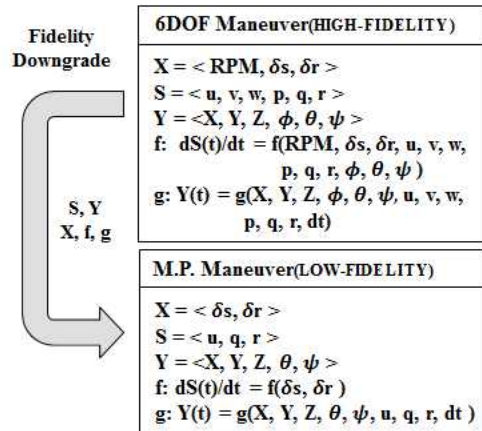 Fidelity
Downgrade
S, Y
X, f, g
6DOF Maneuver(HIGH-FIDELITY)
X = < RPM, δs, δr >
S = < u, v, w, p, q, r >
Y = <X, Y, Z, ϕ, θ, ψ >
f: dS(t)/dt = f(RPM, δs, δr, u, v, w,
p, q, r, ϕ, θ, ψ )
g: Y(t) = g(X, Y, Z, ϕ, θ, ψ, u, v, w,
p, q, r, dt)
M.P. Maneuver(LOW-FIDELITY)
X = < δs, δr >
S = < u, q, r >
Y = <X, Y, Z, θ, ψ >
f: dS(t)/dt = f(δs, δr )
g: Y(t) = g(X, Y, Z, θ, ψ, u, q, r, dt )